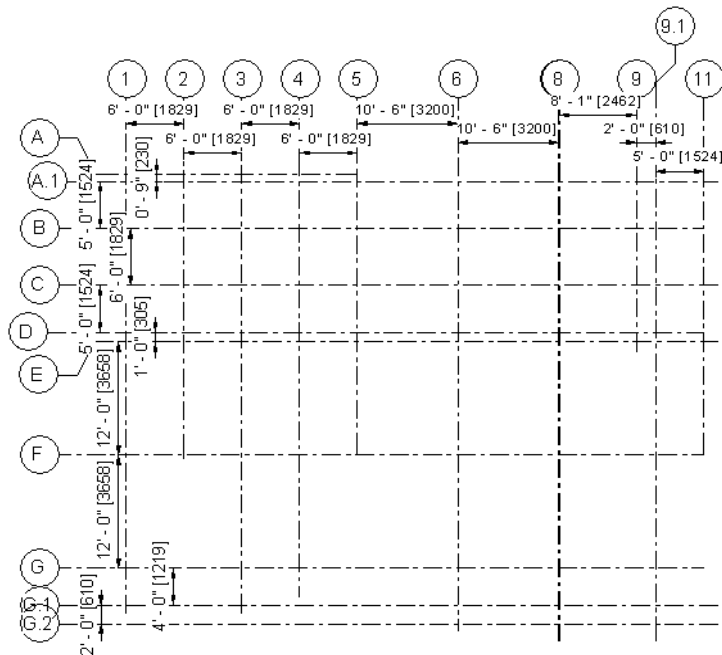 9.1
1 2 3 4 5 6 8 9 11
6' - 0" [1829] 6' - 0" [1829] 10' - 6" [3200] 8' - 1" [2462]
6' - 0" [1829] 6' - 0" [1829] 10' - 6" [3200] 2' - 0" [610]
5' - 0" [1524]
A
A.1
0' - 9" [230]
5' - 0" [1524]
B
6' - 0" [1829]
C
5' - 0" [1524]
D
1' - 0" [305]
E
12' - 0" [3658]
F
12' - 0" [3658]
G
4' - 0" [1219]
G.1
2' - 0" [610]
G.2